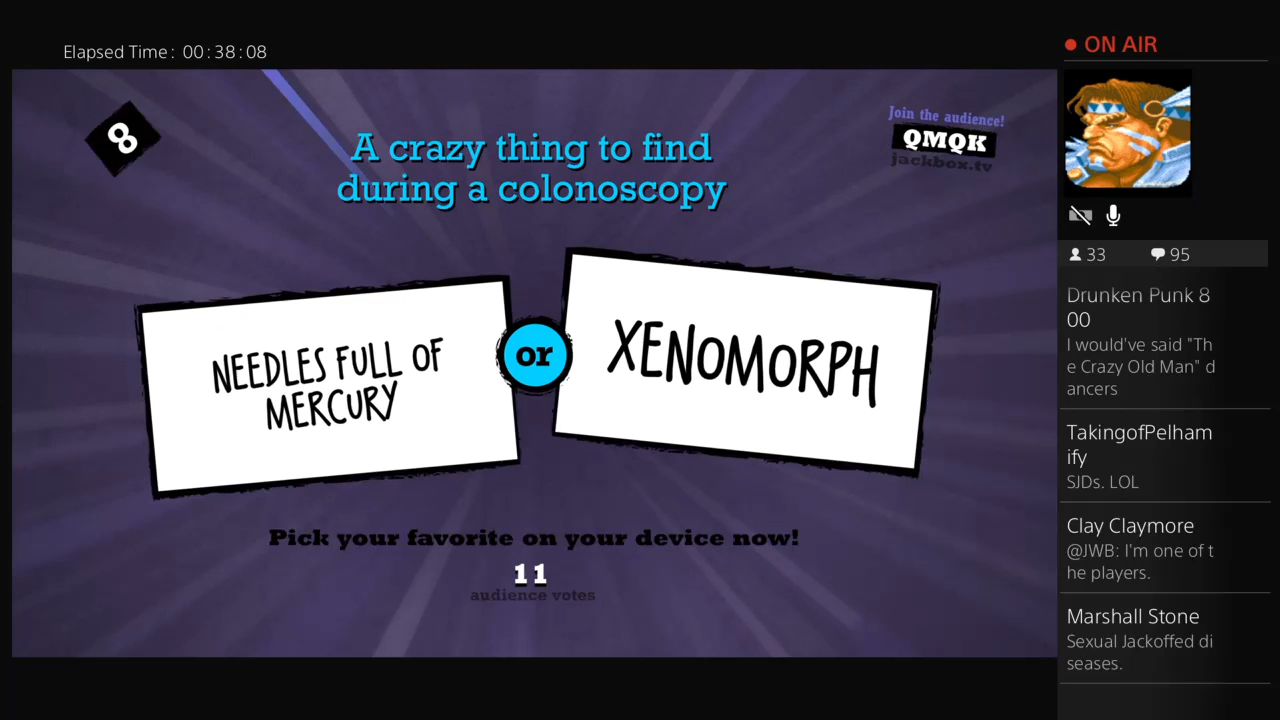 Elapsed Time: 00:38:08
ON AIR
8
A crazy thing to find
during a colonoscopy
Join the audience!
QMQK
jackbox.tv
NEEDLES FULL OF
MERCURY
or
XENOMORPH
Pick your favorite on your device now!
11
audience votes
33 95
Drunken Punk 8
00
I would've said "Th
e Crazy Old Man" d
ancers
TakingofPelham
ify
SJDs. LOL
Clay Claymore
@JWB: I'm one of t
he players.
Marshall Stone
Sexual Jackoffed di
seases.